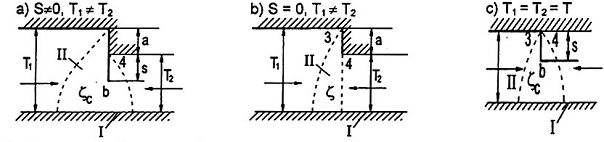 a) S≠0, T₁ ≠ T₂
II
a
4
T₁
s
T₂
b
ζc
I
b) S = 0, T₁ ≠ T₂
3
a
II
4
T₁
T₂
ζ
I
c) T₁ = T₂ = T
3
4
s
b
II
ζc
I